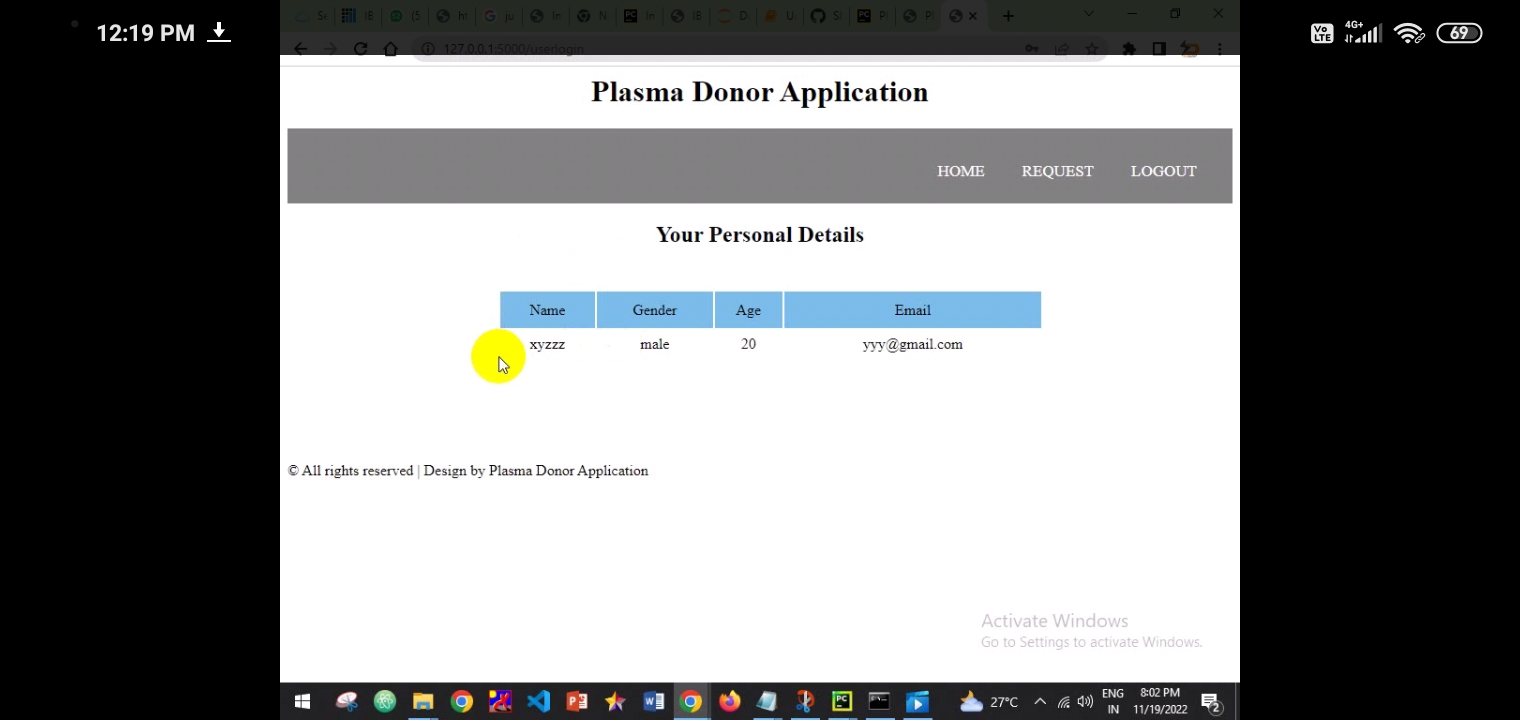 12:19 PM
Vo LTE 4G+ 69
127.0.0.1:5000/userlogin
Plasma Donor Application
HOME REQUEST LOGOUT
Your Personal Details
Name Gender Age Email
xyzzz male 20 yyy@gmail.com
© All rights reserved | Design by Plasma Donor Application
Activate Windows
Go to Settings to activate Windows.
27°C ENG 8:02 PM
IN 11/19/2022 2